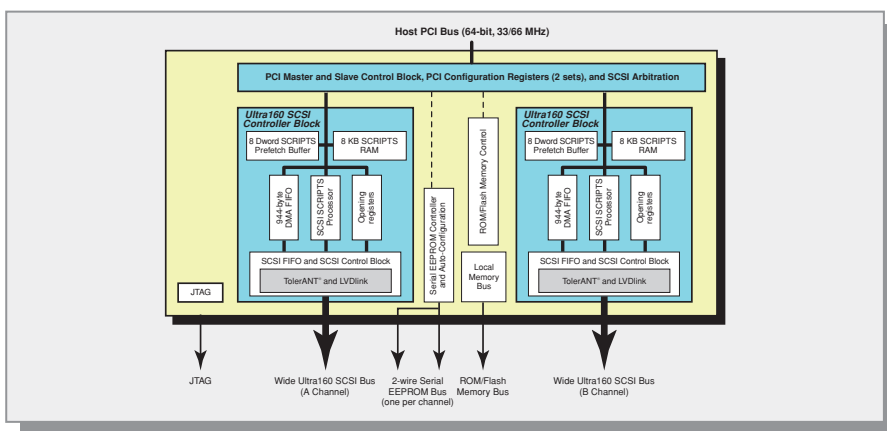 Host PCI Bus (64-bit, 33/66 MHz)
PCI Master and Slave Control Block, PCI Configuration Registers (2 sets), and SCSI Arbitration
Ultra160 SCSI
Controller Block
8 Dword SCRIPTS
Prefetch Buffer
8 KB SCRIPTS
RAM
944-byte
DMA FIFO
SCSI SCRIPTS
Processor
Opening
registers
SCSI FIFO and SCSI Control Block
TolerANT® and LVDlink
Serial EEPROM Controller
and Auto-Configuration
ROM/Flash Memory Control
Local
Memory
Bus
Ultra160 SCSI
Controller Block
8 Dword SCRIPTS
Prefetch Buffer
8 KB SCRIPTS
RAM
944-byte
DMA FIFO
SCSI SCRIPTS
Processor
Opening
registers
SCSI FIFO and SCSI Control Block
TolerANT® and LVDlink
JTAG
JTAG
Wide Ultra160 SCSI Bus
(A Channel)
2-wire Serial
EEPROM Bus
(one per channel)
ROM/Flash
Memory Bus
Wide Ultra160 SCSI Bus
(B Channel)